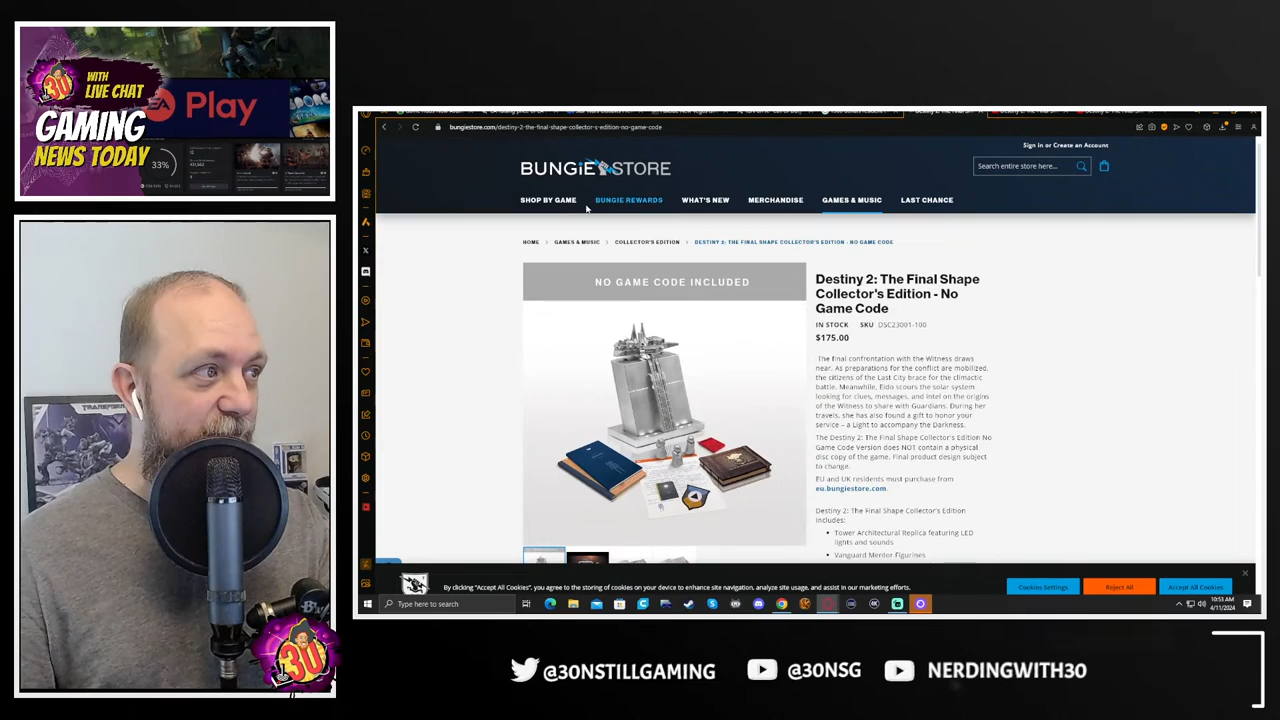 WITH
LIVE CHAT
GAMING
NEWS TODAY
Play
33%
30
bungiestore.com/destiny-2-the-final-shape-collector-s-edition-no-game-code
Sign in or Create an Account
BUNGIE STORE
Search entire store here...
SHOP BY GAME
BUNGIE REWARDS
WHAT'S NEW
MERCHANDISE
GAMES & MUSIC
LAST CHANCE
HOME > GAMES & MUSIC > COLLECTOR'S EDITION > DESTINY 2: THE FINAL SHAPE COLLECTOR'S EDITION - NO GAME CODE
NO GAME CODE INCLUDED
Destiny 2: The Final Shape
Collector's Edition - No
Game Code
IN STOCK SKU DSC23001-100
$175.00
The final confrontation with the Witness draws
near. As preparations for the conflict are mobilized,
the citizens of the Last City brace for the climactic
battle. Meanwhile, Eido scours the solar system
looking for clues, messages, and intel on the origins
of the Witness to share with Guardians. During her
travels, she has also found a gift to honor your
service – a Light to accompany the Darkness.
The Destiny 2: The Final Shape Collector's Edition No
Game Code Version does NOT contain a physical
disc copy of the game. Final product design subject
to change.
EU and UK residents must purchase from
eu.bungiestore.com.
Destiny 2: The Final Shape Collector's Edition
Includes:
• Tower Architectural Replica featuring LED
lights and sounds
• Vanguard Mentor Figurines
By clicking "Accept All Cookies", you agree to the storing of cookies on your device to enhance site navigation, analyze site usage, and assist in our marketing efforts.
Cookies Settings
Reject All
Accept All Cookies
Type here to search
10:53 AM
4/11/2024
30
@30NSTILLGAMING
@30NSG
NERDINGWITH30